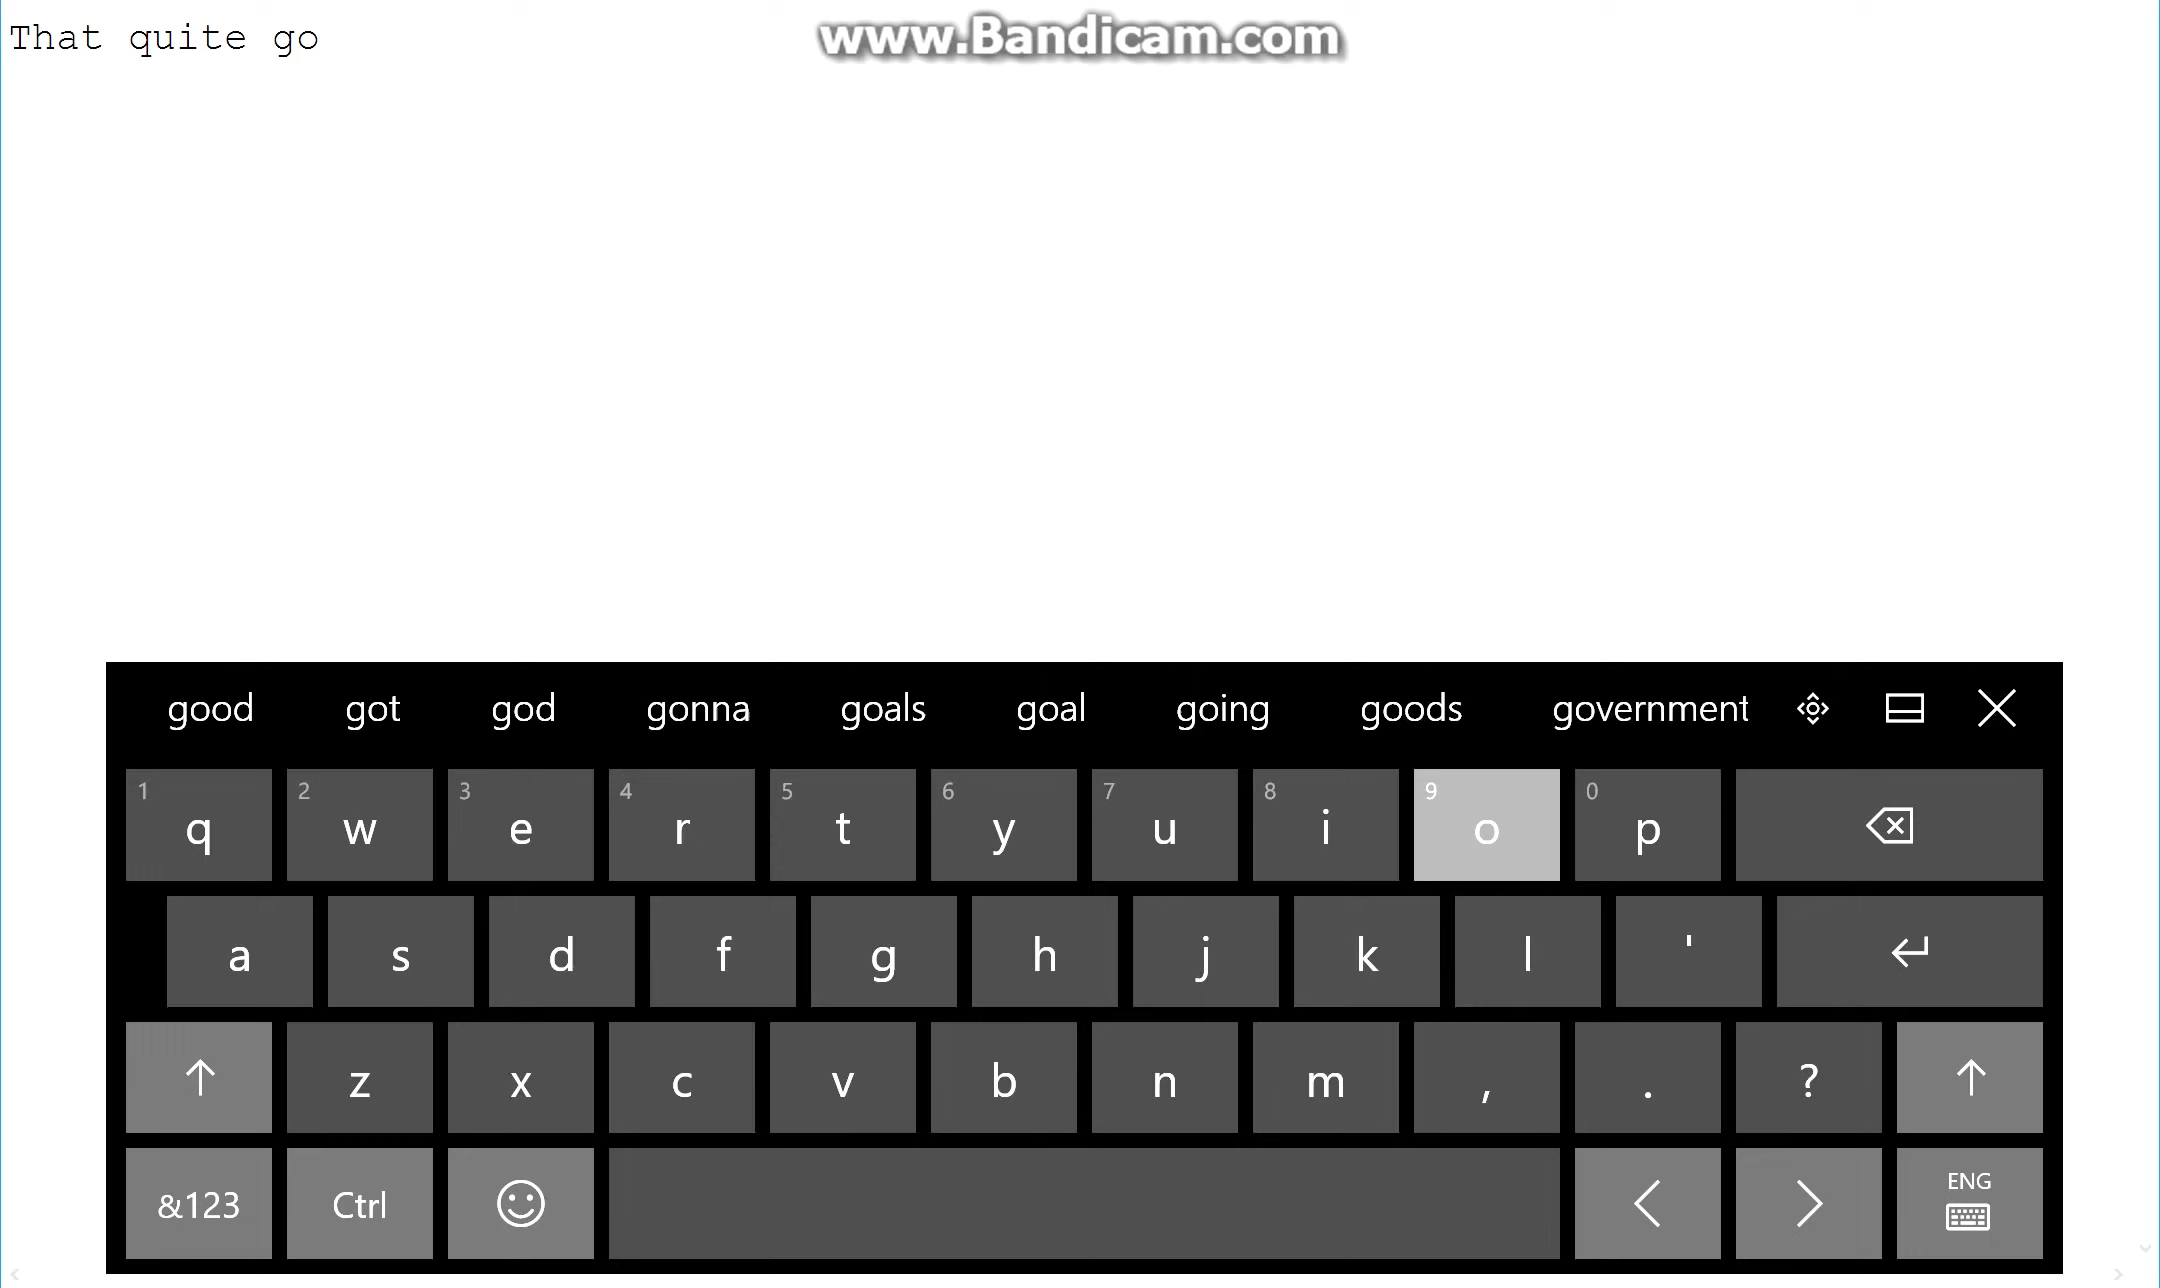 That quite go
www.Bandicam.com
good got god gonna goals goal going goods government
1 2 3 4 5 6 7 8 9 0
q w e r t y u i o p
a s d f g h j k l '
z x c v b n m , . ?
&123 Ctrl ENG